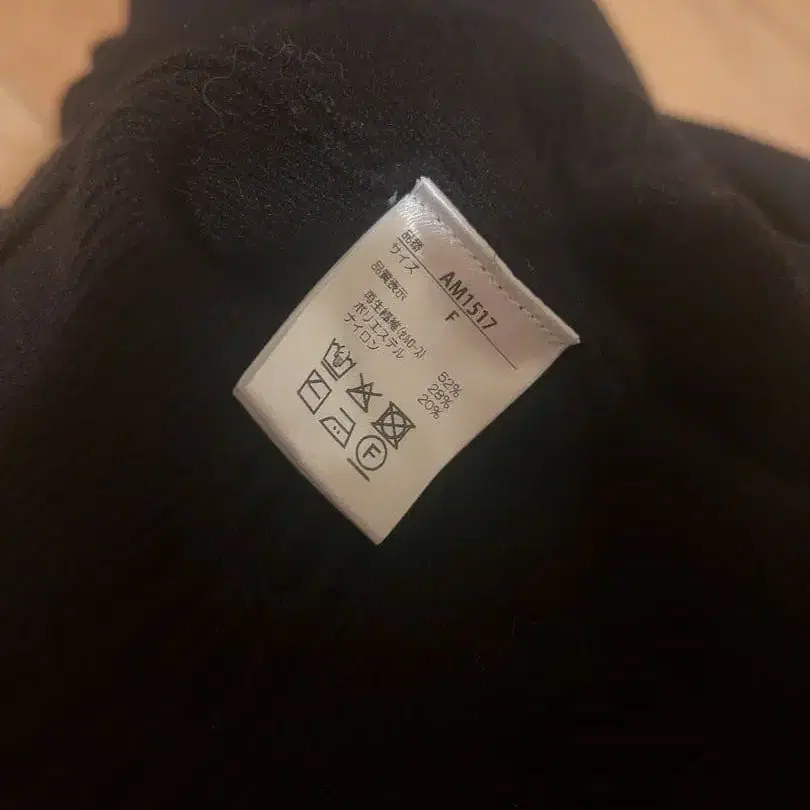 品番 AM1517
サイズ F
品質表示
再生繊維(セルロース) 52%
ポリエステル 28%
ナイロン 20%
F